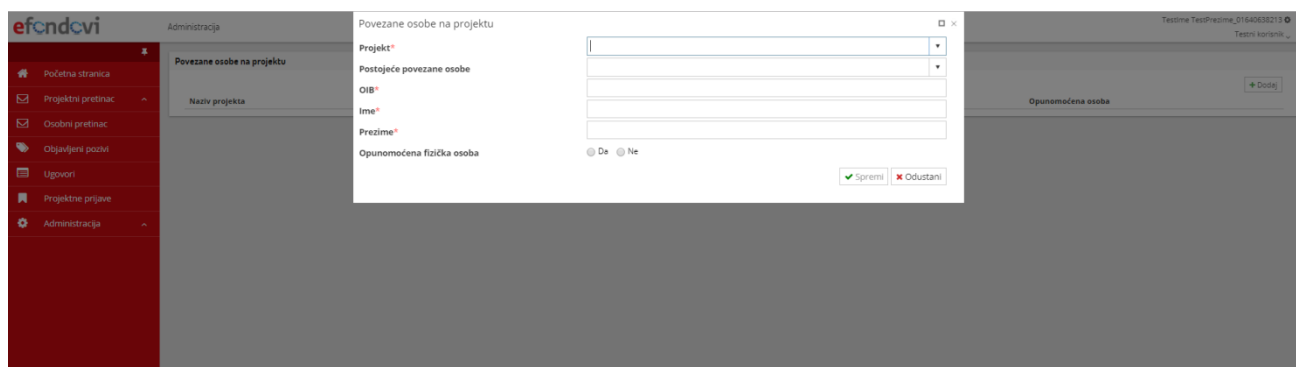 efondovi
Administracija
Testime TestPrezime_01640638213
Testni korisnik
Početna stranica
Projektni pretinac
Osobni pretinac
Objavljeni pozivi
Ugovori
Projektne prijave
Administracija
Povezane osobe na projektu
Dodaj
Naziv projekta
Opunomoćena osoba
Povezane osobe na projektu
Projekt*
Postojeće povezane osobe
OIB*
Ime*
Prezime*
Opunomoćena fizička osoba Da Ne
Spremi Odustani